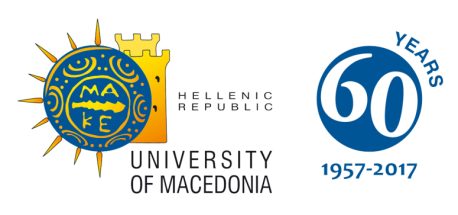 ΜΑ
ΚΕ
HELLENIC
REPUBLIC
UNIVERSITY
OF MACEDONIA
60 YEARS
1957-2017